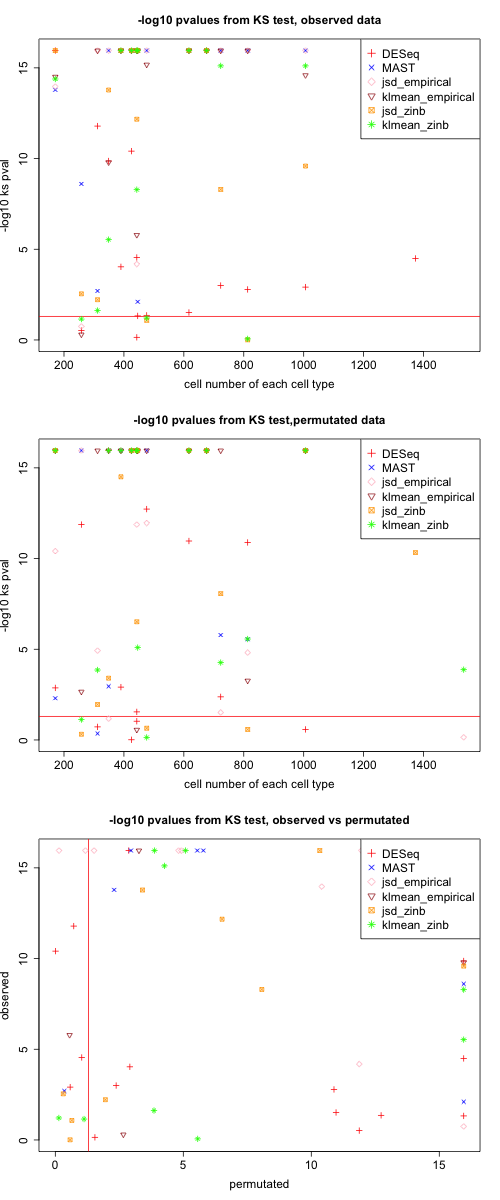 -log10 pvalues from KS test, observed data
DESeq
MAST
jsd_empirical
klmean_empirical
jsd_zinb
klmean_zinb
-log10 ks pval
0
5
10
15
200
400
600
800
1000
1200
1400
cell number of each cell type
-log10 pvalues from KS test,permutated data
DESeq
MAST
jsd_empirical
klmean_empirical
jsd_zinb
klmean_zinb
-log10 ks pval
0
5
10
15
200
400
600
800
1000
1200
1400
cell number of each cell type
-log10 pvalues from KS test, observed vs permutated
DESeq
MAST
jsd_empirical
klmean_empirical
jsd_zinb
klmean_zinb
observed
0
5
10
15
0
5
10
15
permutated